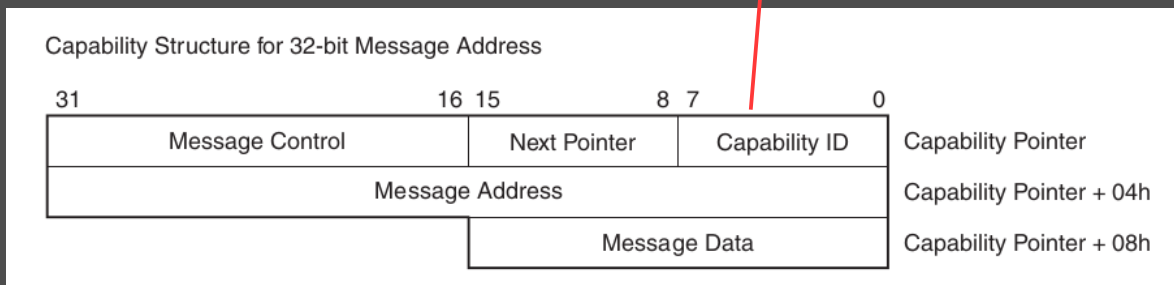 Capability Structure for 32-bit Message Address
31 16 15 8 7 0
Message Control Next Pointer Capability ID Capability Pointer
Message Address Capability Pointer + 04h
Message Data Capability Pointer + 08h